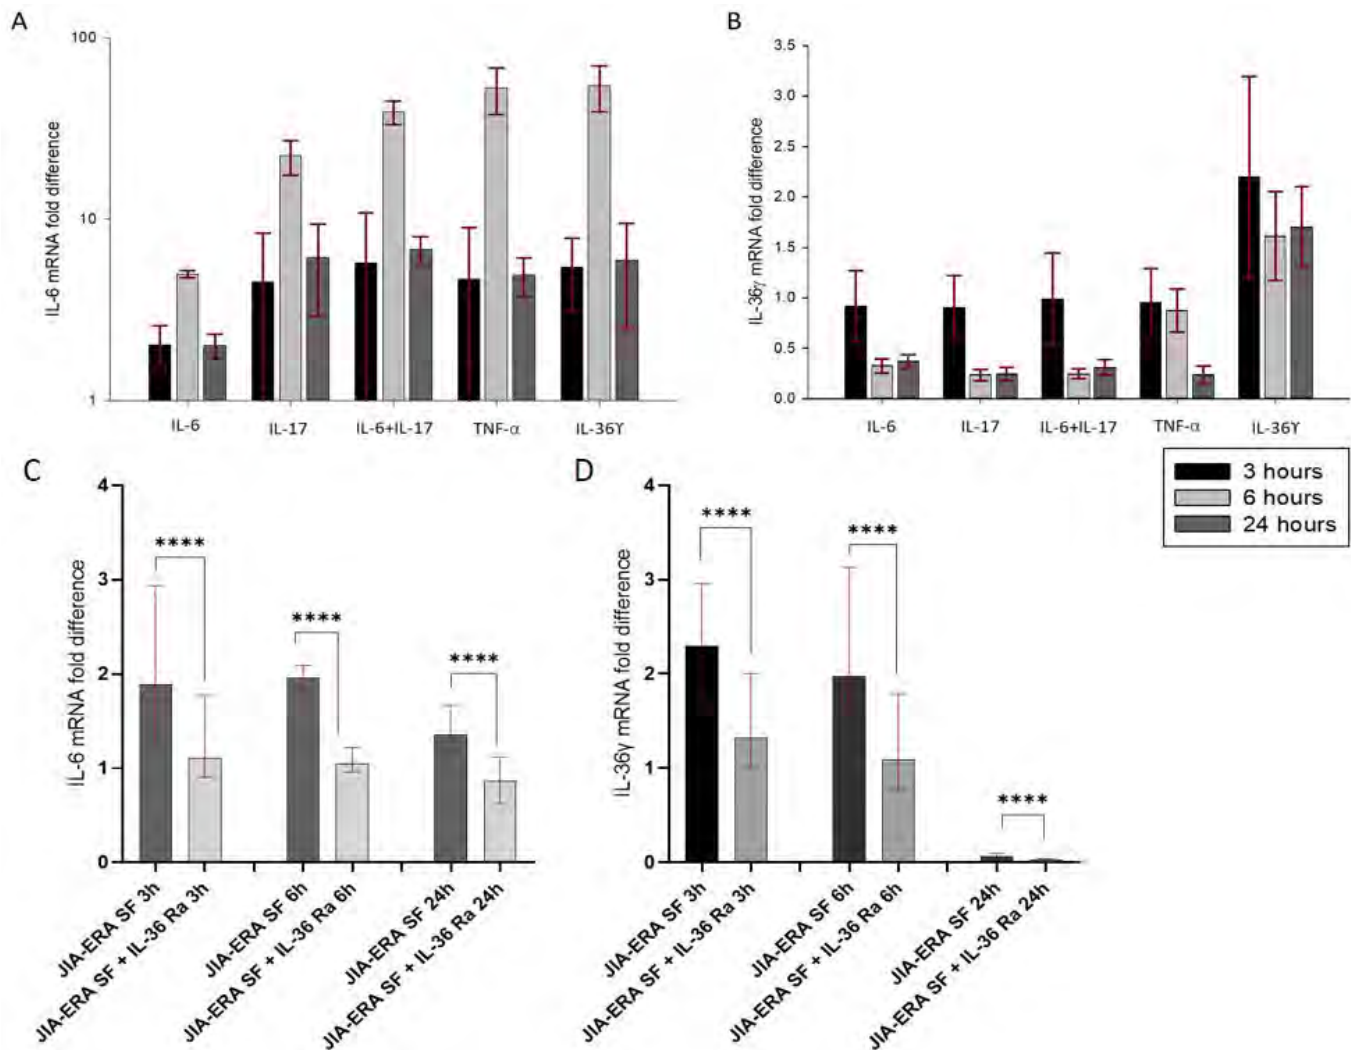 A
IL-6 mRNA fold difference
100
10
1
IL-6
IL-17
IL-6+IL-17
TNF-α
IL-36ϒ
B
IL-36γ mRNA fold difference
3.5
3.0
2.5
2.0
1.5
1.0
0.5
0.0
IL-6
IL-17
IL-6+IL-17
TNF-α
IL-36ϒ
3 hours
6 hours
24 hours
C
IL-6 mRNA fold difference
4
3
2
1
0
****
****
****
JIA-ERA SF 3h
JIA-ERA SF + IL-36 Ra 3h
JIA-ERA SF 6h
JIA-ERA SF + IL-36 Ra 6h
JIA-ERA SF 24h
JIA-ERA SF + IL-36 Ra 24h
D
IL-36γ mRNA fold difference
4
3
2
1
0
****
****
****
JIA-ERA SF 3h
JIA-ERA SF + IL-36 Ra 3h
JIA-ERA SF 6h
JIA-ERA SF + IL-36 Ra 6h
JIA-ERA SF 24h
JIA-ERA SF + IL-36 Ra 24h